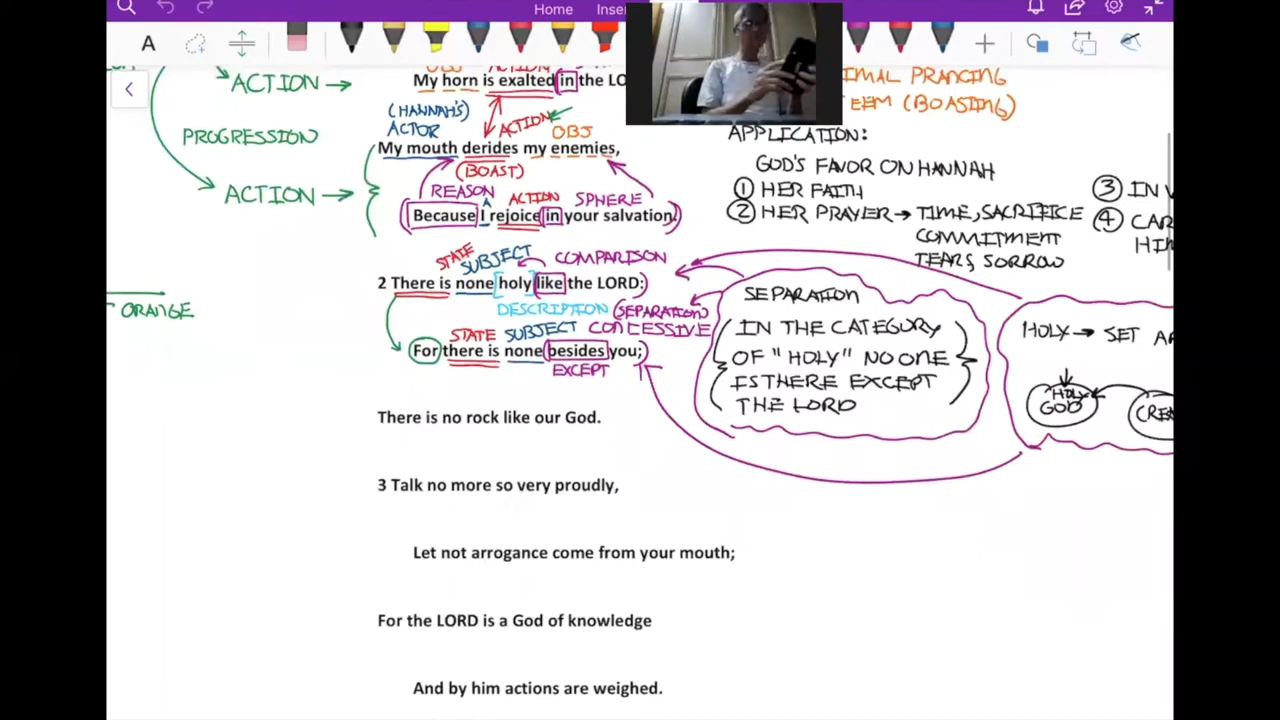 Home
A
ACTION
My horn is exalted in the LO
IMAL PRANCING
(HANNAH'S)
ACTOR
ACTION
OBJ
TEEM (BOASTING)
PROGRESSION
My mouth derides my enemies,
APPLICATION:
(BOAST)
GOD'S FAVOR ON HANNAH
ACTION
REASON
ACTION
SPHERE
① HER FAITH
③ IN
(Because I rejoice in your salvation.)
② HER PRAYER → TIME, SACRIFICE
COMMITMENT
TEARS, SORROW
④ CAR
HI
STATE
SUBJECT
COMPARISON
2 There is none [holy] like the LORD:
ORANGE
DESCRIPTION
(SEPARATION)
STATE
SUBJECT
CONCESSIVE
For there is none besides you;
EXCEPT
SEPARATION
IN THE CATEGORY
OF "HOLY" NO ONE
IS THERE EXCEPT
THE LORD
HOLY → SET A
HOLY
GOD
CRE
There is no rock like our God.
3 Talk no more so very proudly,
Let not arrogance come from your mouth;
For the LORD is a God of knowledge
And by him actions are weighed.